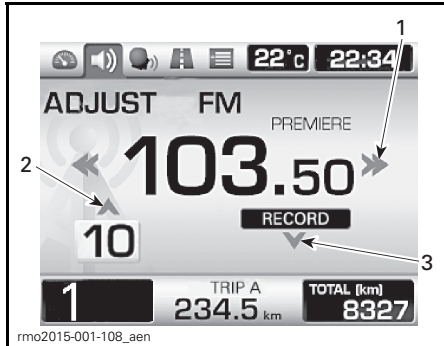 1
22°c 22:34
ADJUST FM
PREMIERE
2
103.50
RECORD
10
3
1 TRIP A TOTAL (km)
234.5 km 8327
rmo2015-001-108_aen